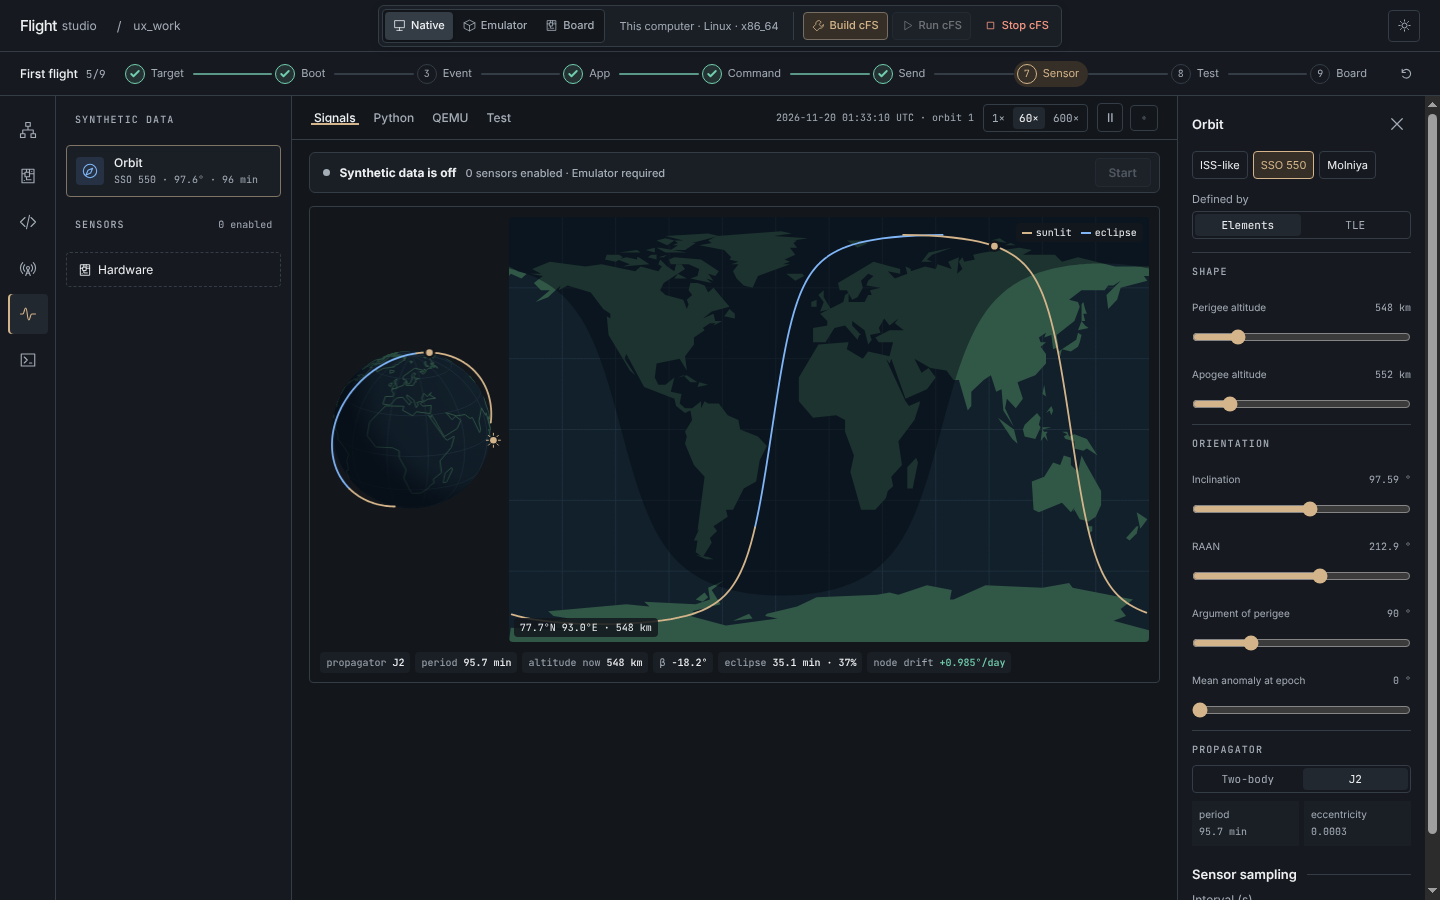 Flight studio / ux_work
Native
Emulator
Board
This computer · Linux · x86_64
Build cFS
Run cFS
Stop cFS
First flight 5/9
Target
Boot
3 Event
App
Command
Send
7 Sensor
8 Test
9 Board
SYNTHETIC DATA
Orbit
SSO 550 · 97.6° · 96 min
SENSORS 0 enabled
Hardware
Signals Python QEMU Test
2026-11-20 01:33:10 UTC · orbit 1
1× 60× 600×
Synthetic data is off 0 sensors enabled · Emulator required
Start
sunlit eclipse
77.7°N 93.0°E · 548 km
propagator J2
period 95.7 min
altitude now 548 km
β -18.2°
eclipse 35.1 min · 37%
node drift +0.985°/day
Orbit
ISS-like
SSO 550
Molniya
Defined by
Elements TLE
SHAPE
Perigee altitude 548 km
Apogee altitude 552 km
ORIENTATION
Inclination 97.59 °
RAAN 212.9 °
Argument of perigee 90 °
Mean anomaly at epoch 0 °
PROPAGATOR
Two-body J2
period
95.7 min
eccentricity
0.0003
Sensor sampling
Interval (s)